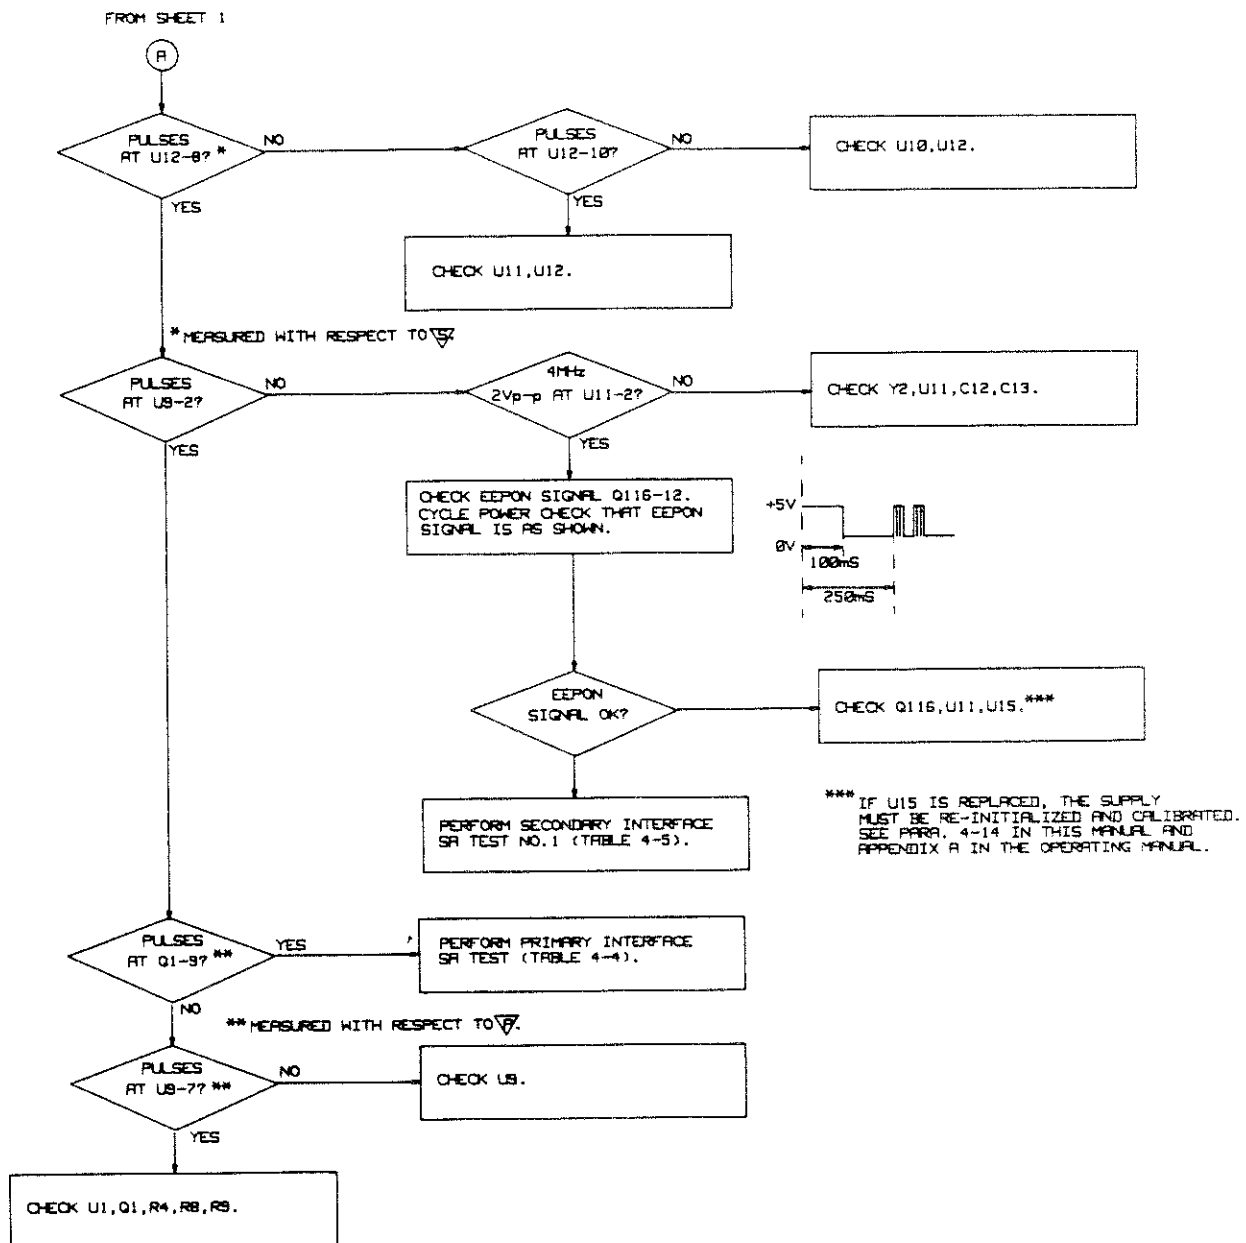 FROM SHEET 1
A
PULSES
AT U12-8? *
NO
PULSES
AT U12-10?
NO
CHECK U10,U12.
YES
YES
CHECK U11,U12.
* MEASURED WITH RESPECT TO S.
PULSES
AT U9-2?
NO
4MHz
2Vp-p AT U11-2?
NO
CHECK Y2,U11,C12,C13.
YES
YES
CHECK EEPON SIGNAL Q116-12.
CYCLE POWER CHECK THAT EEPON
SIGNAL IS AS SHOWN.
+5V
0V
100mS
250mS
EEPON
SIGNAL OK?
CHECK Q116,U11,U15.***
PERFORM SECONDARY INTERFACE
SA TEST NO.1 (TABLE 4-5).
*** IF U15 IS REPLACED, THE SUPPLY
MUST BE RE-INITIALIZED AND CALIBRATED.
SEE PARA. 4-14 IN THIS MANUAL AND
APPENDIX A IN THE OPERATING MANUAL.
PULSES
AT Q1-9? **
YES
PERFORM PRIMARY INTERFACE
SA TEST (TABLE 4-4).
NO
** MEASURED WITH RESPECT TO P.
PULSES
AT U9-7? **
NO
CHECK U9.
YES
CHECK U1,Q1,R4,R8,R9.